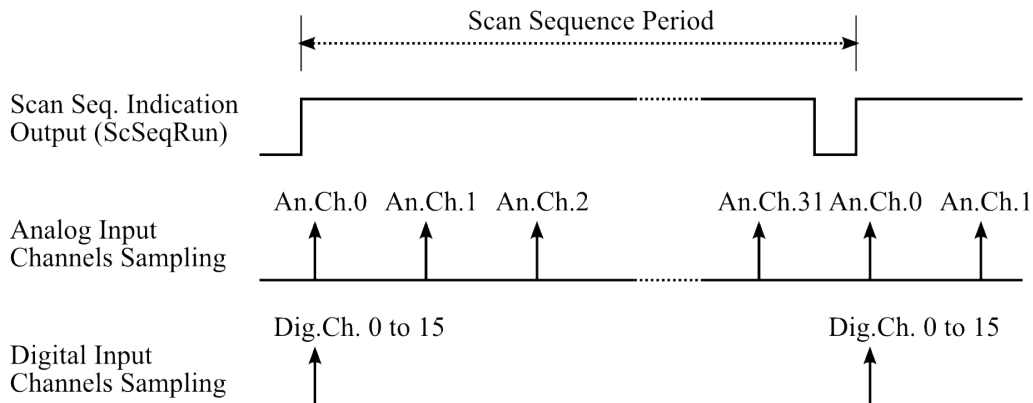 Scan Sequence Period
Scan Seq. Indication
Output (ScSeqRun)
An.Ch.0 An.Ch.1 An.Ch.2 An.Ch.31 An.Ch.0 An.Ch.1
Analog Input
Channels Sampling
Dig.Ch. 0 to 15 Dig.Ch. 0 to 15
Digital Input
Channels Sampling